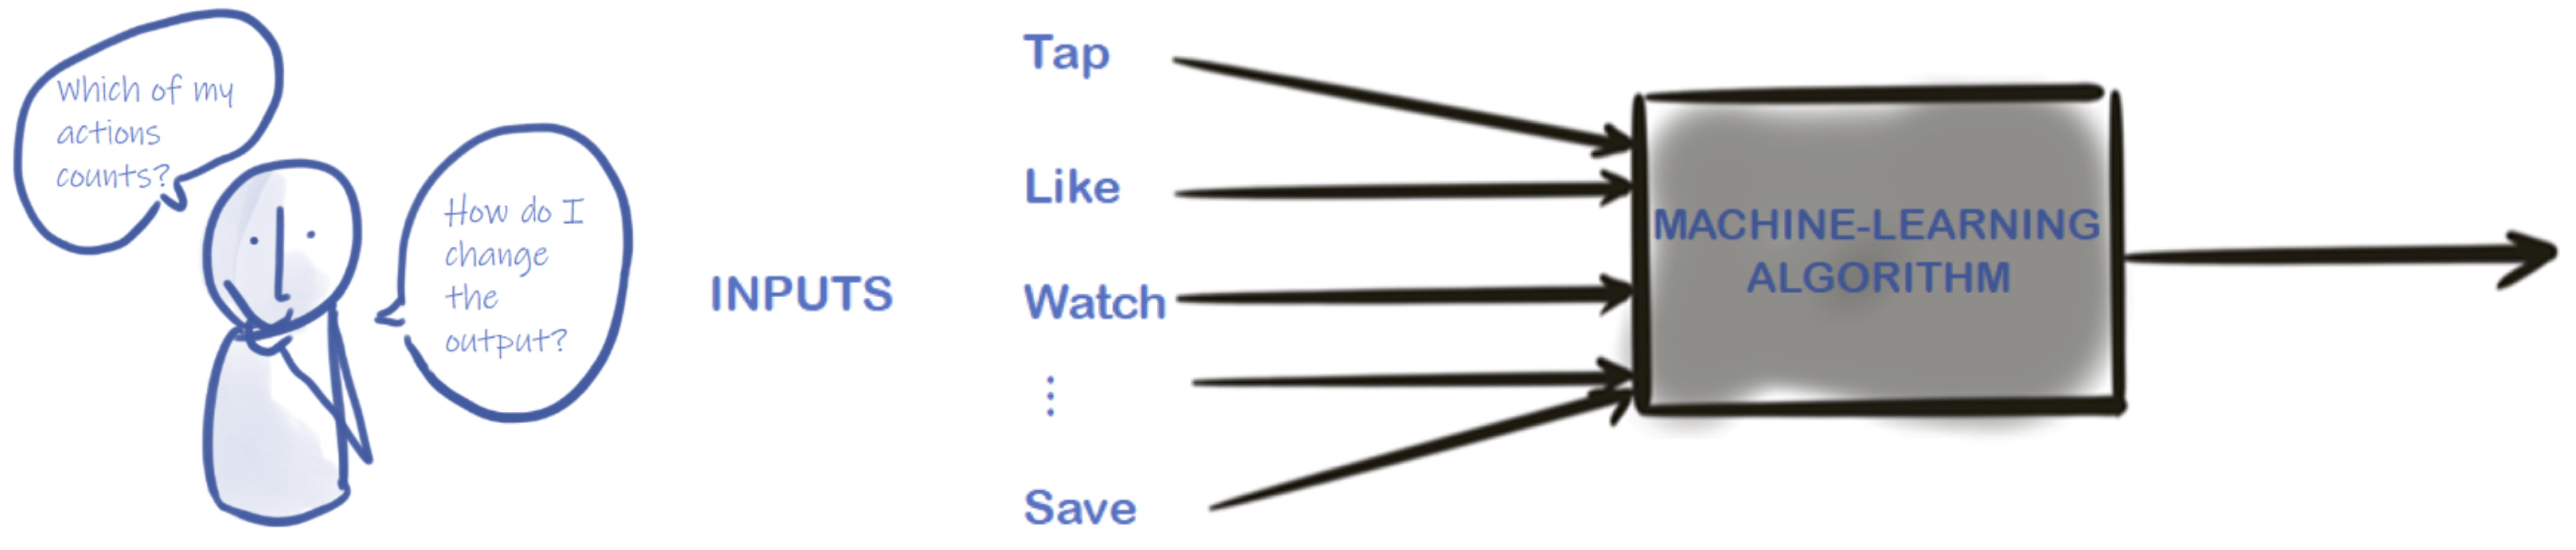 Which of my
actions
counts?
How do I
change
the
output?
INPUTS
Tap
Like
Watch
⋮
Save
MACHINE-LEARNING
ALGORITHM